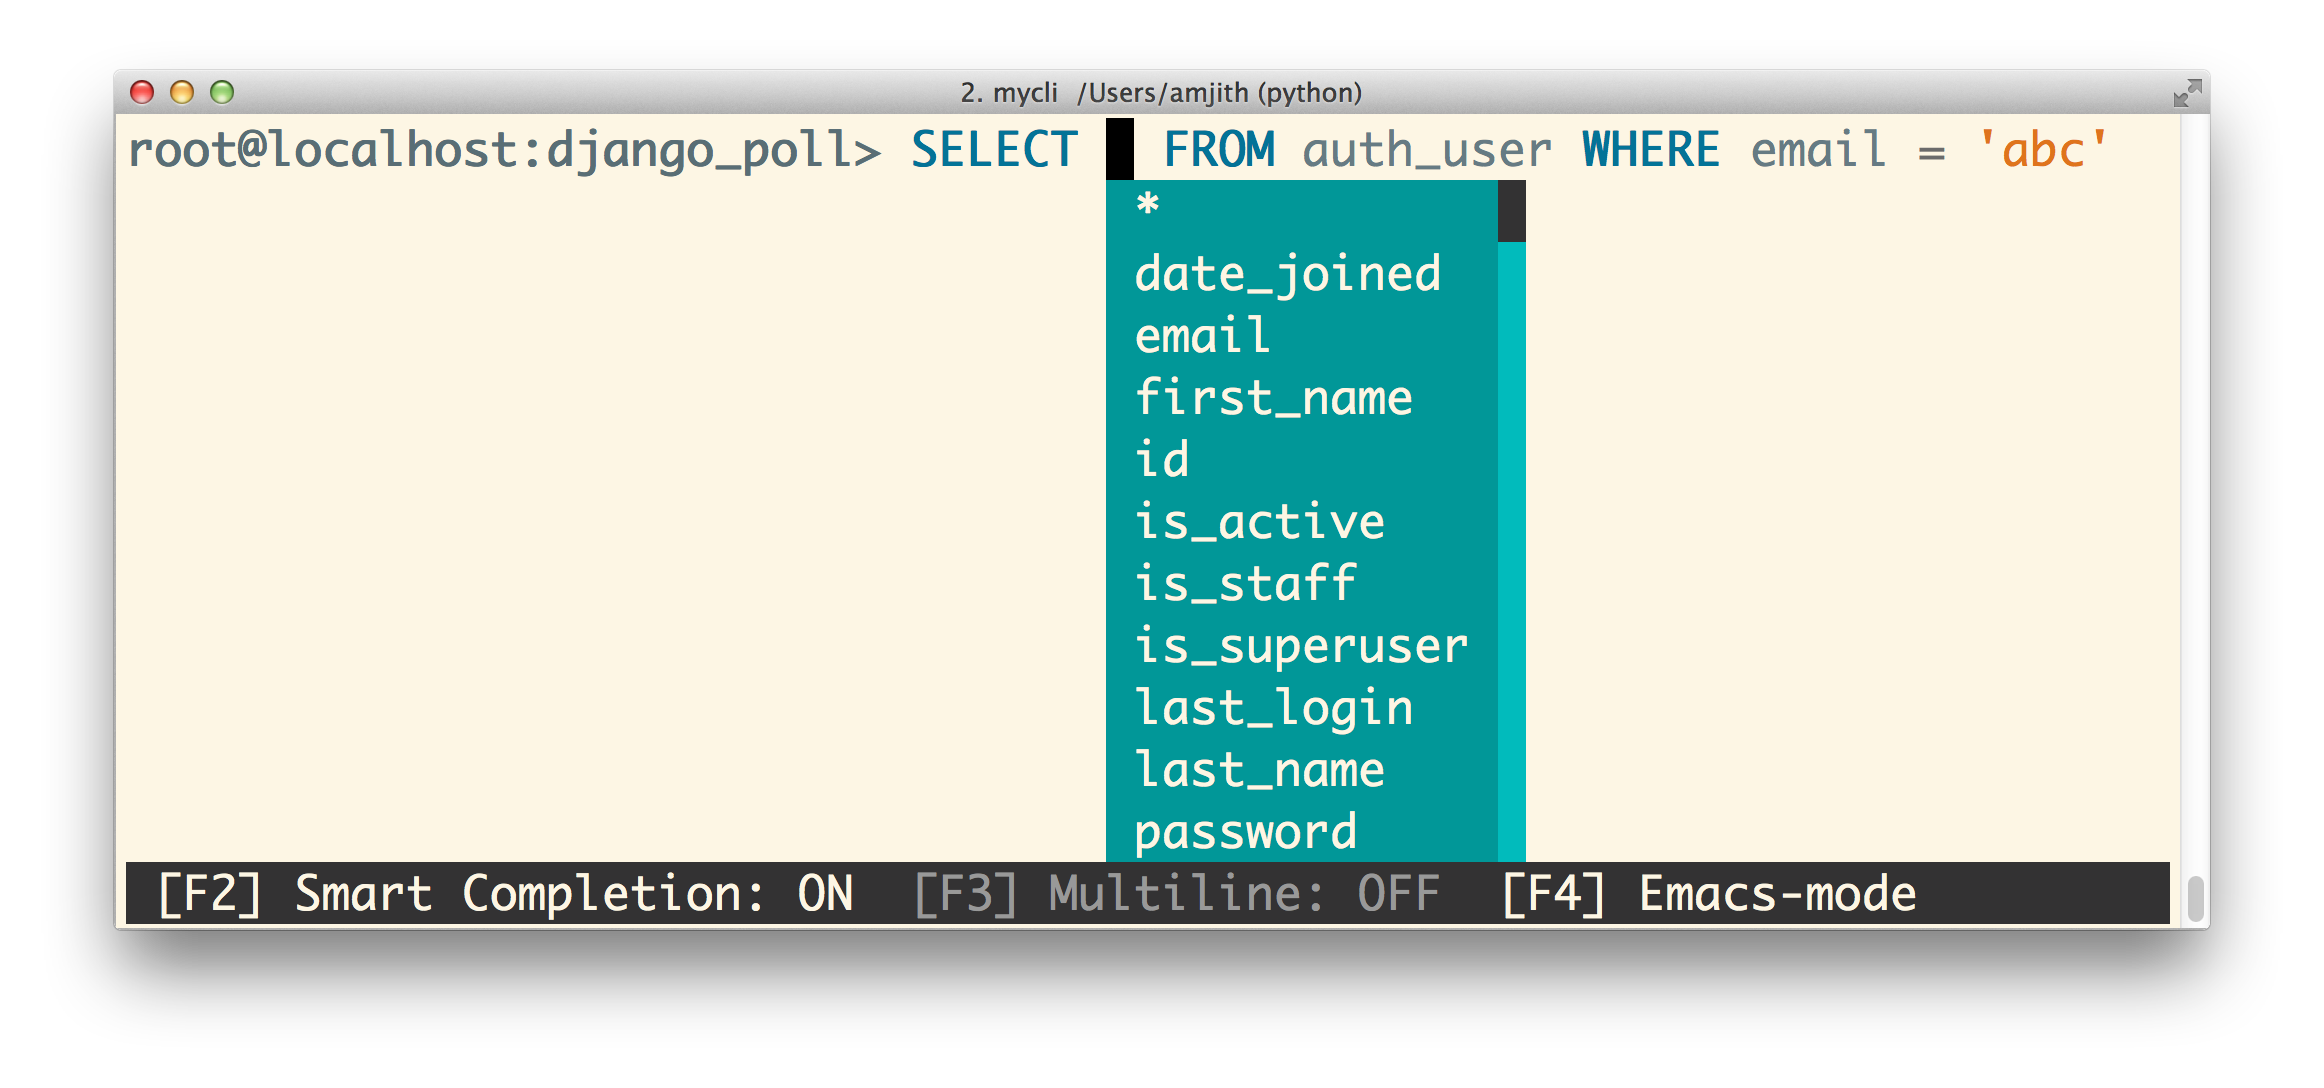 2. mycli /Users/amjith (python)
root@localhost:django_poll> SELECT FROM auth_user WHERE email = 'abc'
*
date_joined
email
first_name
id
is_active
is_staff
is_superuser
last_login
last_name
password
[F2] Smart Completion: ON [F3] Multiline: OFF [F4] Emacs-mode